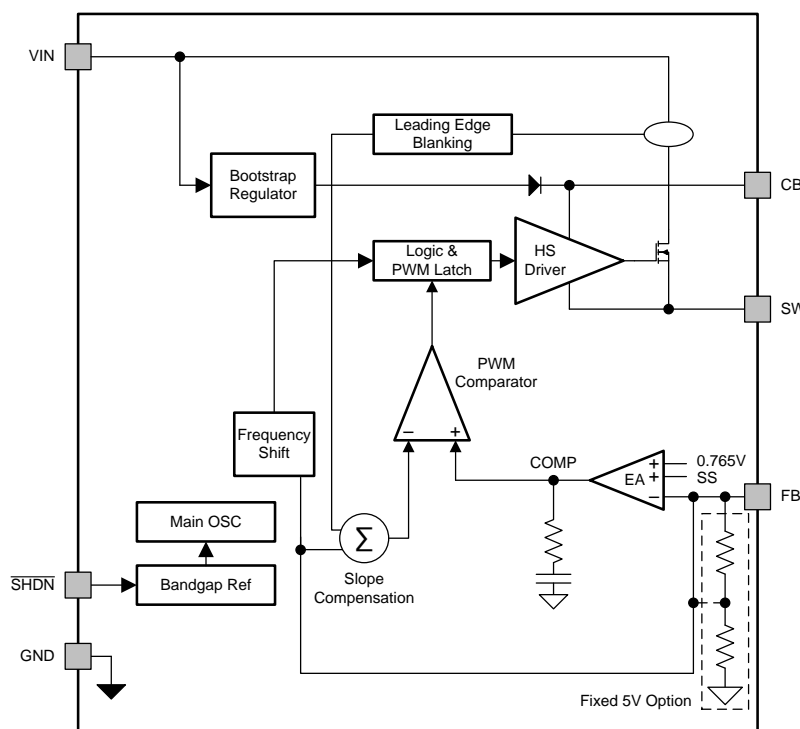 VIN
Leading Edge
Blanking
Bootstrap
Regulator
CB
Logic &
PWM Latch
HS
Driver
SW
PWM
Comparator
− +
Frequency
Shift
COMP
EA
+
+
−
0.765V
SS
FB
Main OSC
Σ
SHDN
Bandgap Ref
Slope
Compensation
GND
Fixed 5V Option